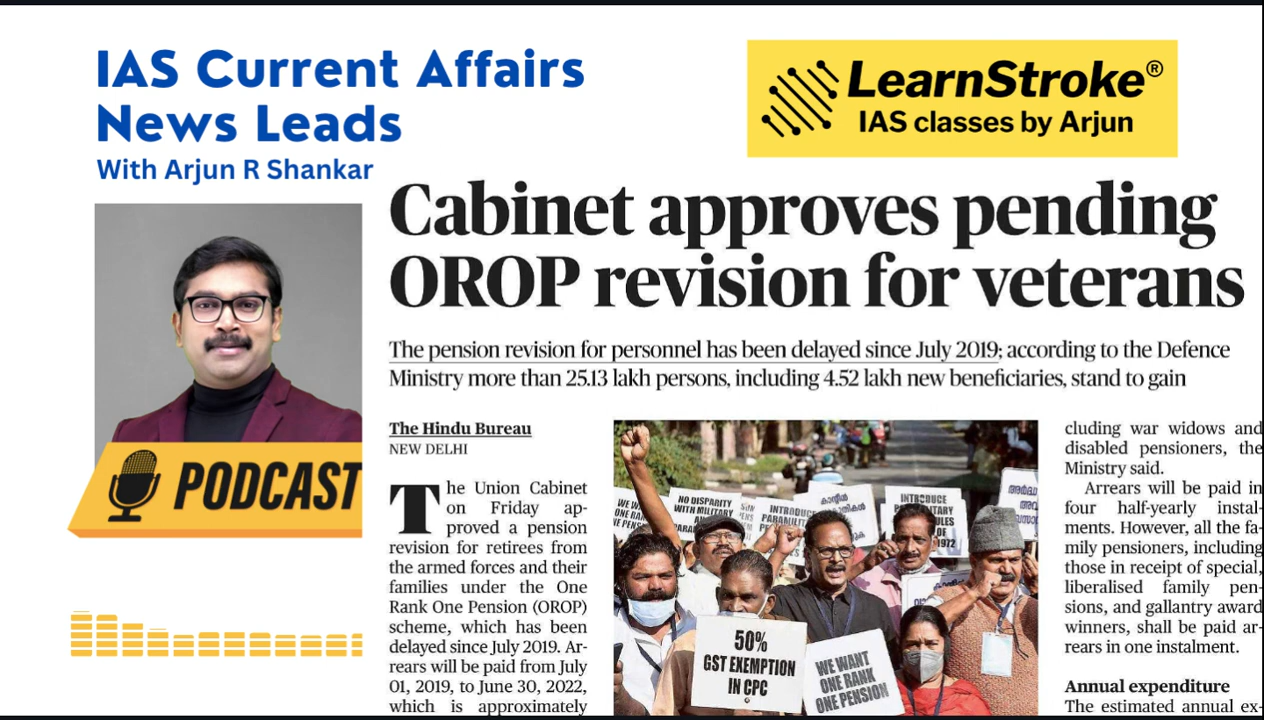 IAS Current Affairs
News Leads
With Arjun R Shankar
LearnStroke®
IAS classes by Arjun
PODCAST
Cabinet approves pending
OROP revision for veterans
The pension revision for personnel has been delayed since July 2019; according to the Defence
Ministry more than 25.13 lakh persons, including 4.52 lakh new beneficiaries, stand to gain
The Hindu Bureau
NEW DELHI
The Union Cabinet
on Friday ap-
proved a pension
revision for retirees from
the armed forces and their
families under the One
Rank One Pension (OROP)
scheme, which has been
delayed since July 2019. Ar-
rears will be paid from July
01, 2019, to June 30, 2022,
which is approximately
NO DISPARITY
WITH MILITARY
INTRODUCE
1972
50%
GST EXEMPTION
IN CPC
WE WANT
ONE RANK
ONE PENSION
cluding war widows and
disabled pensioners, the
Ministry said.
Arrears will be paid in
four half-yearly instal-
ments. However, all the fa-
mily pensioners, including
those in receipt of special,
liberalised family pen-
sions, and gallantry award
winners, shall be paid ar-
rears in one instalment.
Annual expenditure
The estimated annual ex-